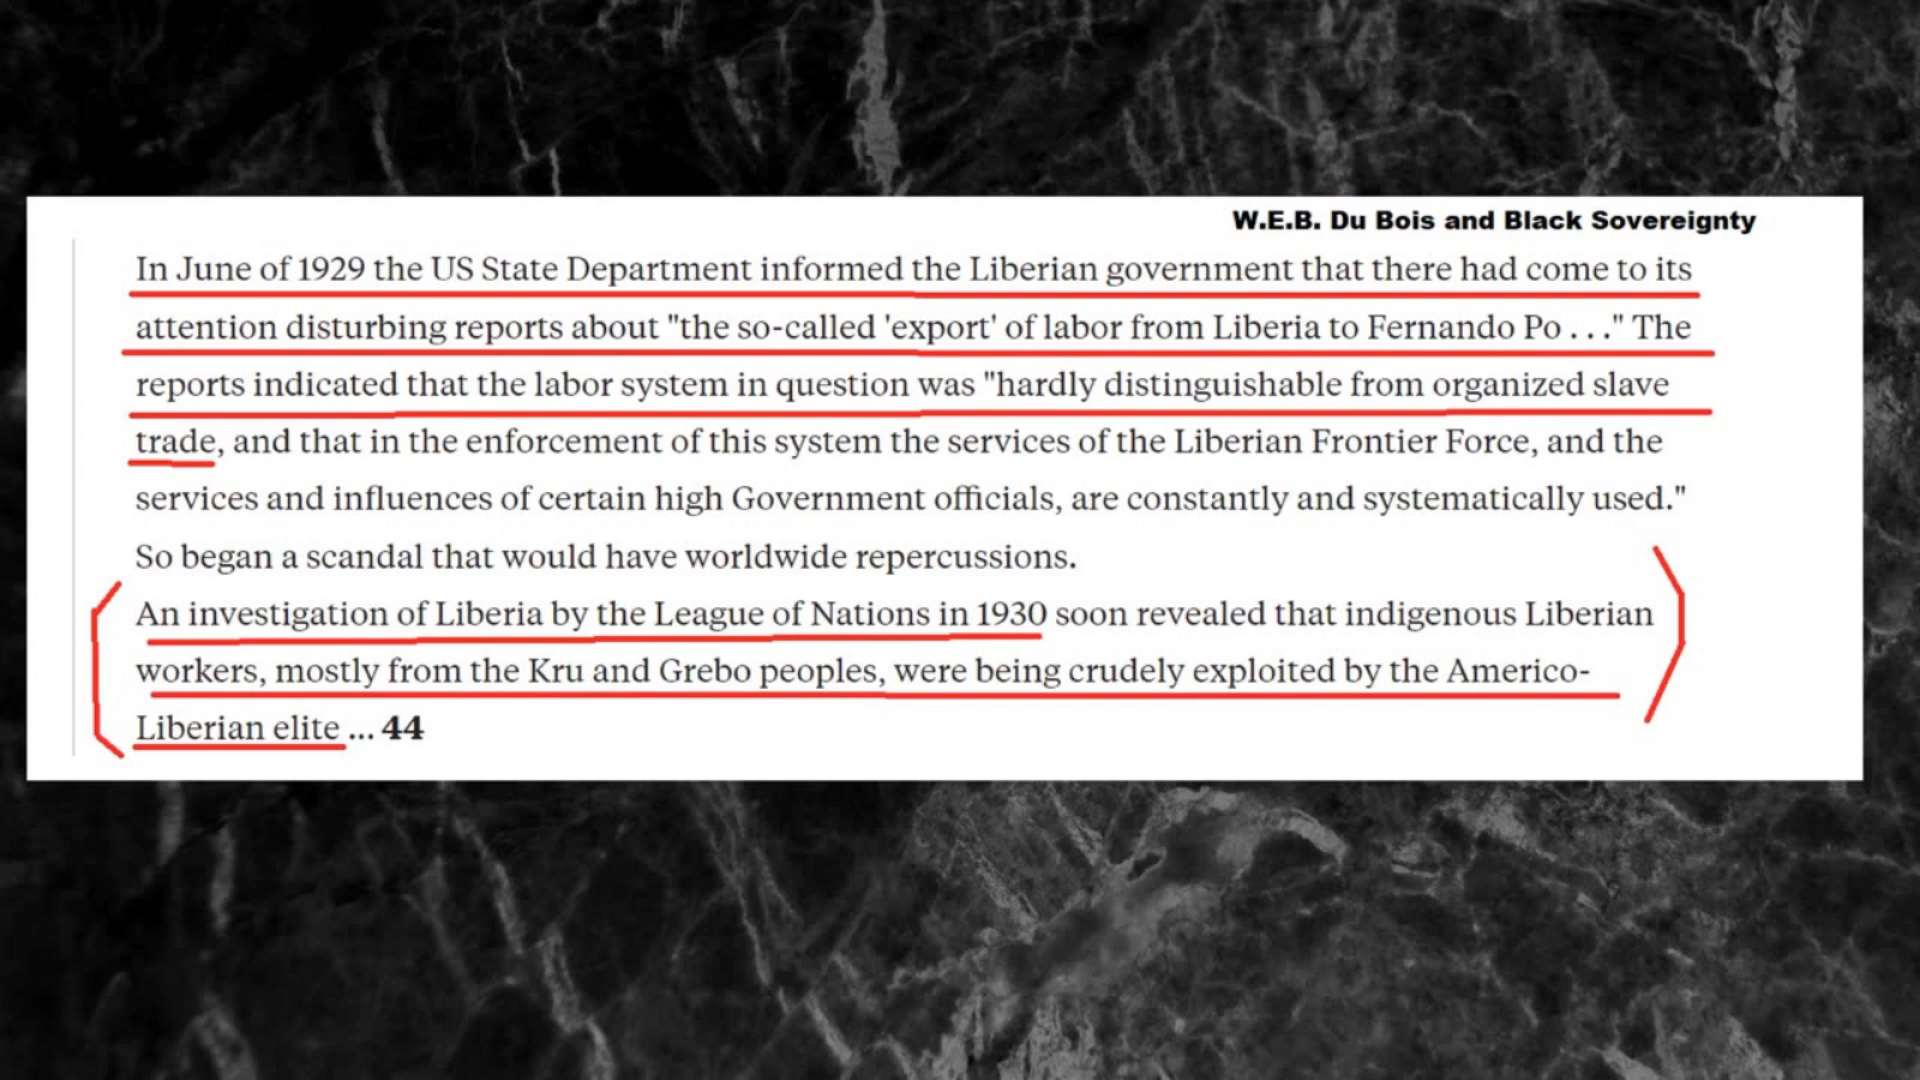 W.E.B. Du Bois and Black Sovereignty
In June of 1929 the US State Department informed the Liberian government that there had come to its
attention disturbing reports about "the so-called 'export' of labor from Liberia to Fernando Po . . ." The
reports indicated that the labor system in question was "hardly distinguishable from organized slave
trade, and that in the enforcement of this system the services of the Liberian Frontier Force, and the
services and influences of certain high Government officials, are constantly and systematically used."
So began a scandal that would have worldwide repercussions.
An investigation of Liberia by the League of Nations in 1930 soon revealed that indigenous Liberian
workers, mostly from the Kru and Grebo peoples, were being crudely exploited by the Americo-
Liberian elite ... 44